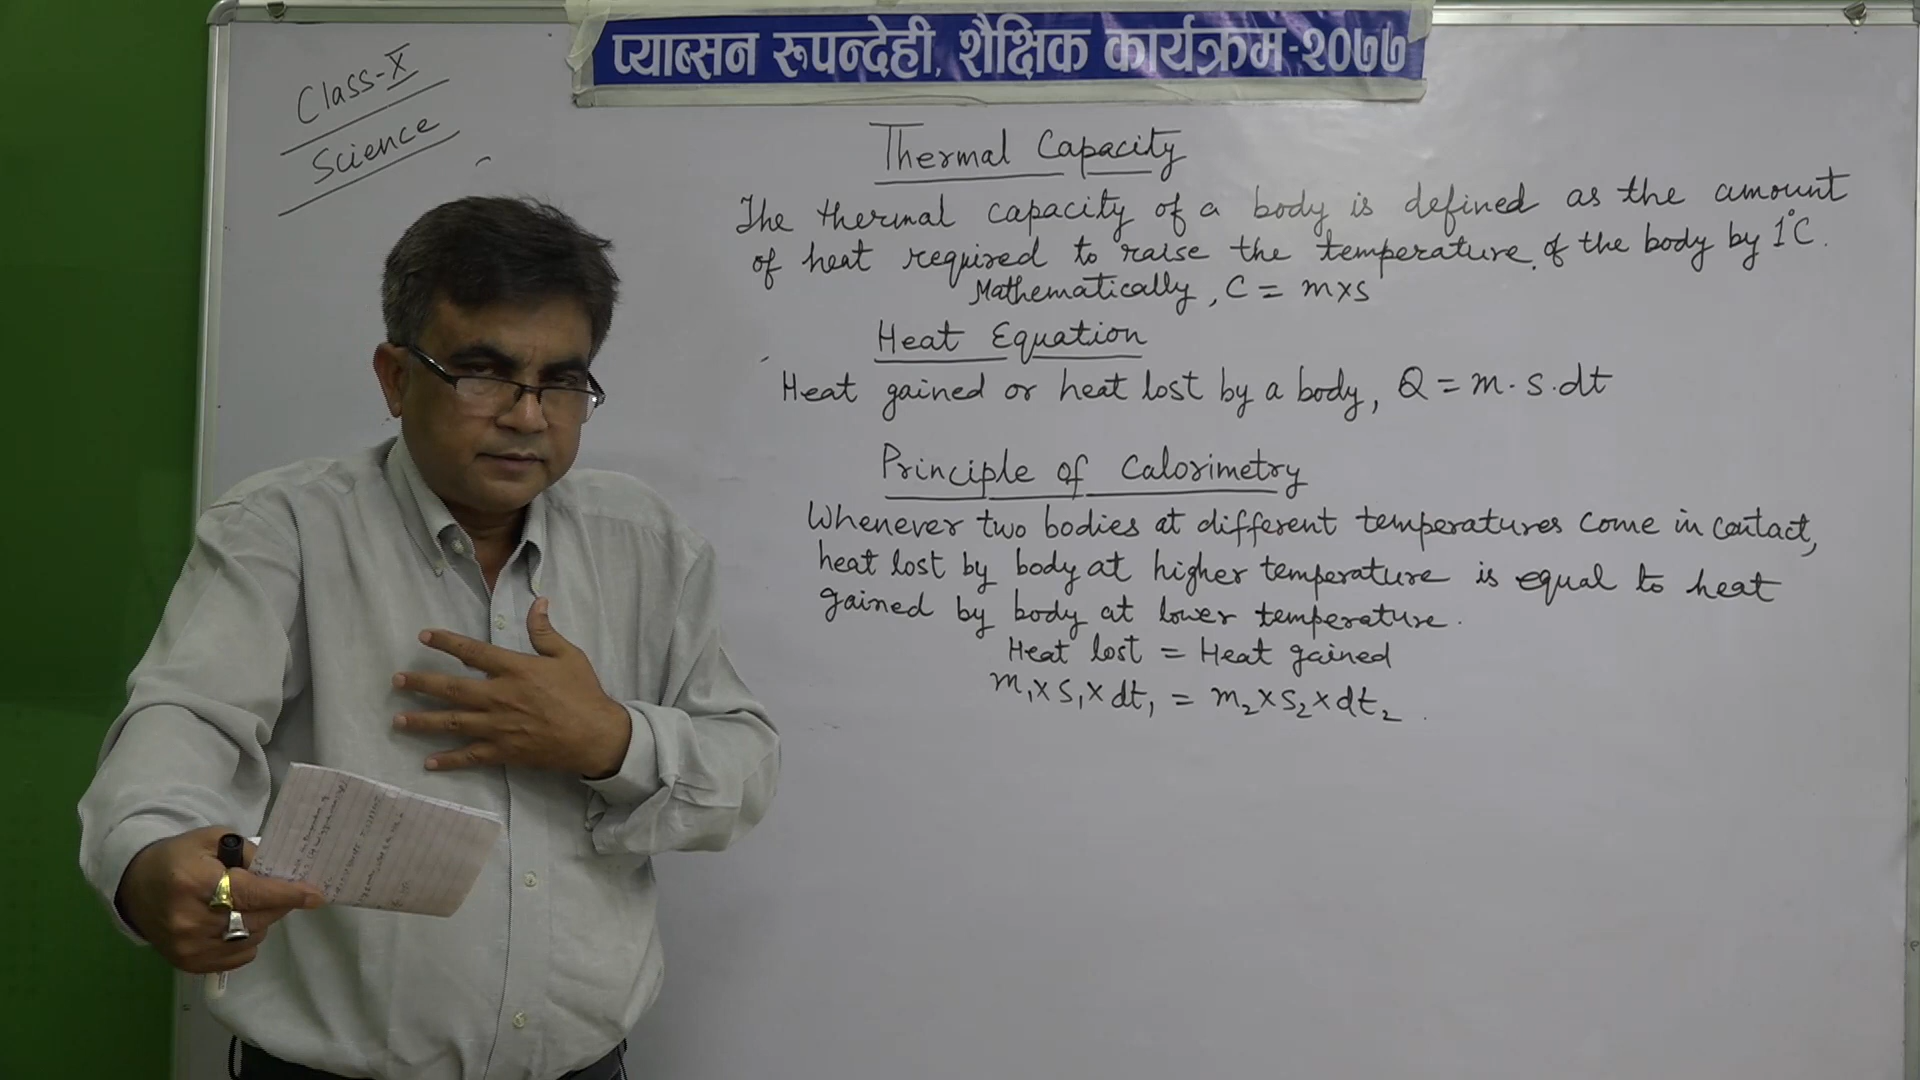 प्याब्सन रूपन्देही, शैक्षिक कार्यक्रम-२०७७
Class-X
Science
Thermal Capacity
The thermal capacity of a body is defined as the amount
of heat required to raise the temperature of the body by 1°C.
Mathematically, C = m×s
Heat Equation
Heat gained or heat lost by a body, Q = m·s·dt
Principle of Calorimetry
Whenever two bodies at different temperatures come in contact,
heat lost by body at higher temperature is equal to heat
gained by body at lower temperature.
Heat lost = Heat gained
m₁×s₁×dt₁ = m₂×s₂×dt₂